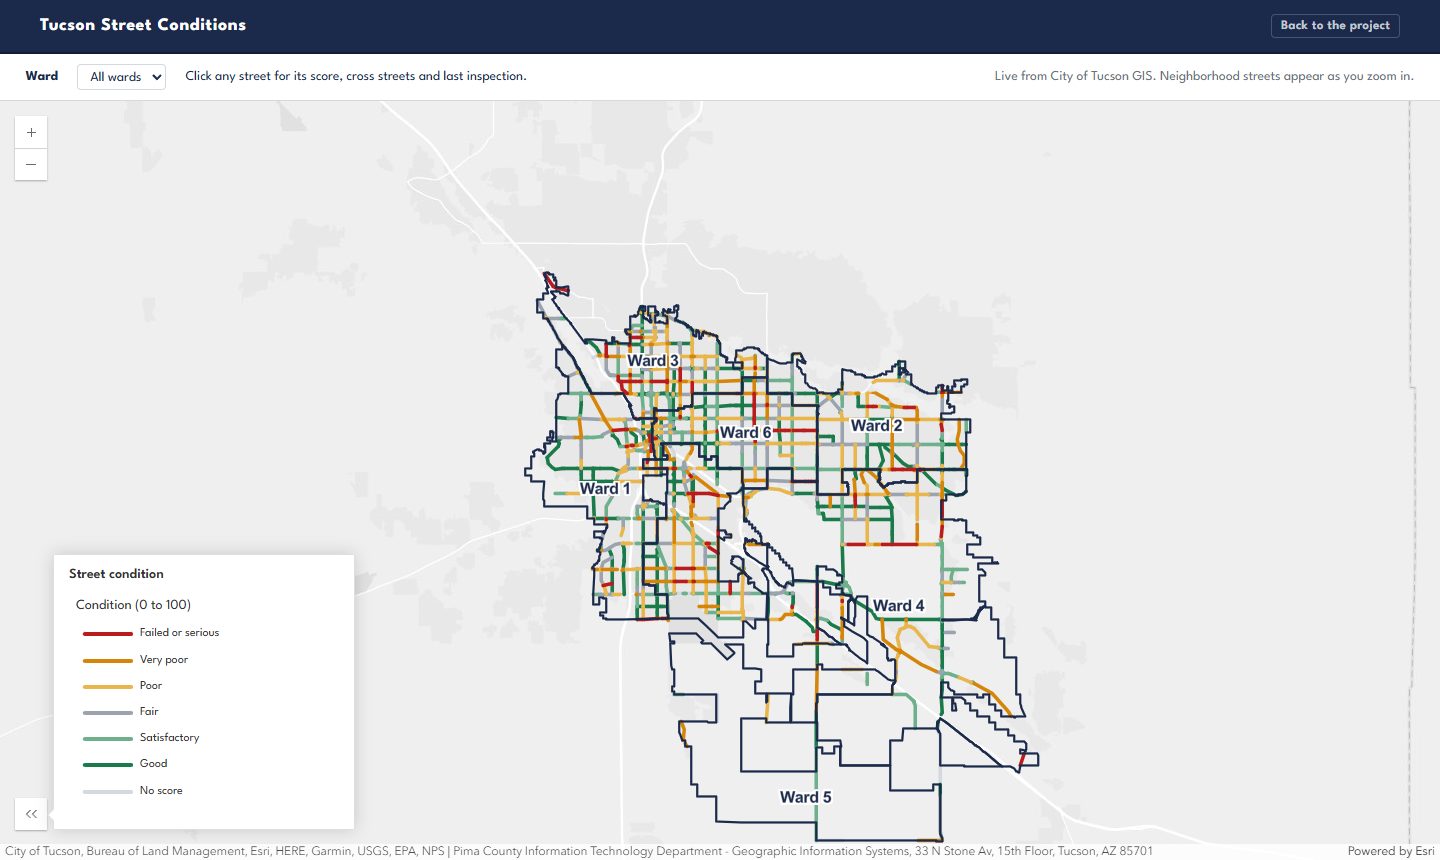 Tucson Street Conditions
Back to the project
Ward
All wards
Click any street for its score, cross streets and last inspection.
Live from City of Tucson GIS. Neighborhood streets appear as you zoom in.
+
−
Ward 3
Ward 6
Ward 2
Ward 1
Ward 4
Ward 5
Street condition
Condition (0 to 100)
Failed or serious
Very poor
Poor
Fair
Satisfactory
Good
No score
City of Tucson, Bureau of Land Management, Esri, HERE, Garmin, USGS, EPA, NPS | Pima County Information Technology Department - Geographic Information Systems, 33 N Stone Av, 15th Floor, Tucson, AZ 85701
Powered by Esri